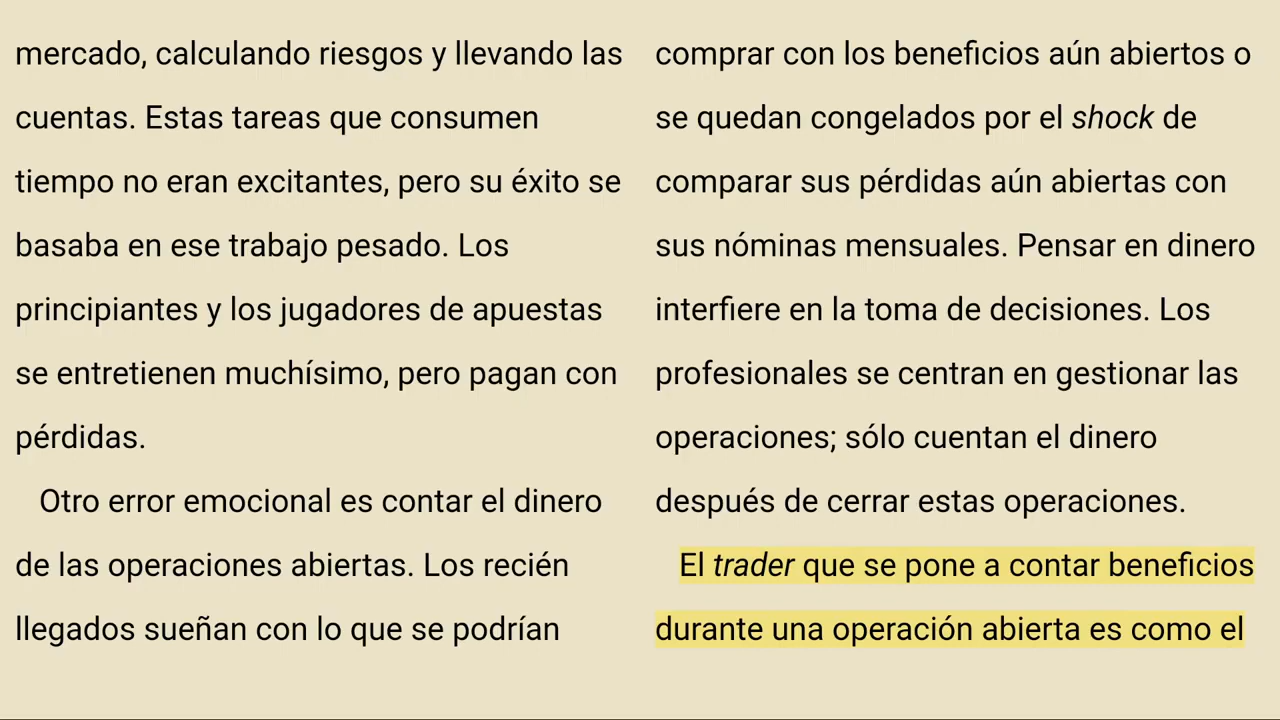 mercado, calculando riesgos y llevando las
cuentas. Estas tareas que consumen
tiempo no eran excitantes, pero su éxito se
basaba en ese trabajo pesado. Los
principiantes y los jugadores de apuestas
se entretienen muchísimo, pero pagan con
pérdidas.
Otro error emocional es contar el dinero
de las operaciones abiertas. Los recién
llegados sueñan con lo que se podrían
comprar con los beneficios aún abiertos o
se quedan congelados por el shock de
comparar sus pérdidas aún abiertas con
sus nóminas mensuales. Pensar en dinero
interfiere en la toma de decisiones. Los
profesionales se centran en gestionar las
operaciones; sólo cuentan el dinero
después de cerrar estas operaciones.
El trader que se pone a contar beneficios
durante una operación abierta es como el